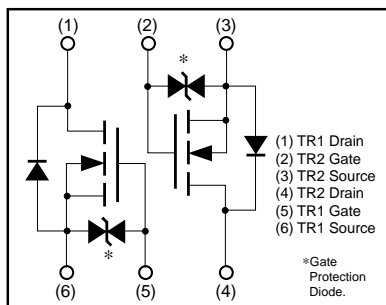 (1) (2) (3)
*
(1) TR1 Drain
(2) TR2 Gate
(3) TR2 Source
(4) TR2 Drain
(5) TR1 Gate
(6) TR1 Source
*
(6) (5) (4)
*Gate
Protection
Diode.